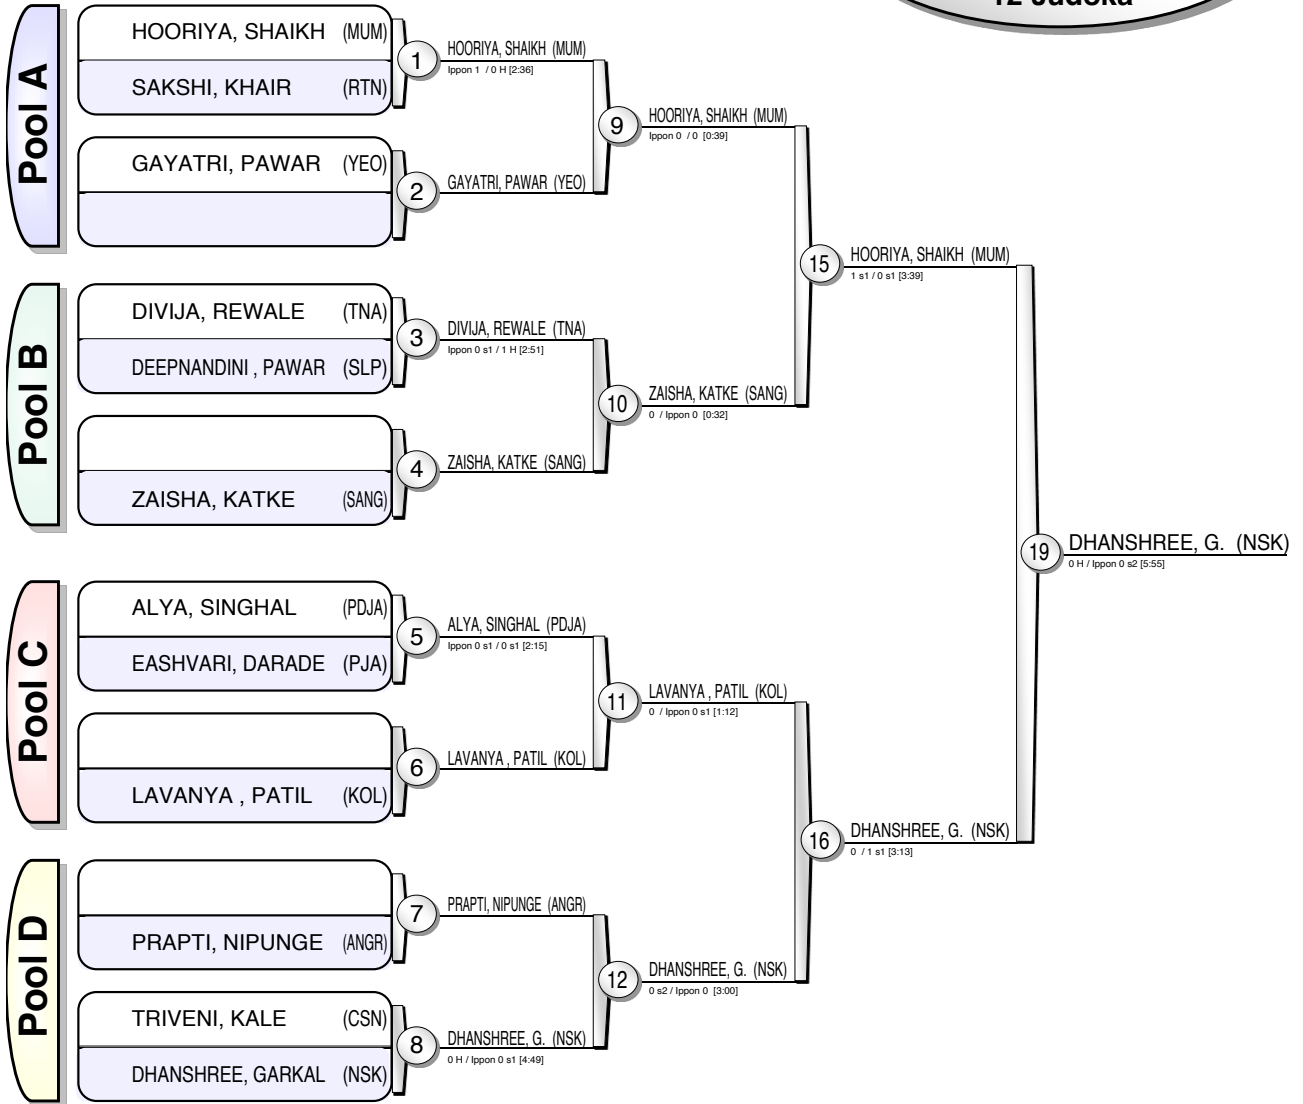 12 Judoka
Pool A
HOORIYA, SHAIKH (MUM)
SAKSHI, KHAIR (RTN)
1
HOORIYA, SHAIKH (MUM)
Ippon 1 / 0 H [2:36]
GAYATRI, PAWAR (YEO)
2
GAYATRI, PAWAR (YEO)
9
HOORIYA, SHAIKH (MUM)
Ippon 0 / 0 [0:39]
Pool B
DIVIJA, REWALE (TNA)
DEEPNANDINI , PAWAR (SLP)
3
DIVIJA, REWALE (TNA)
Ippon 0 s1 / 1 H [2:51]
ZAISHA, KATKE (SANG)
4
ZAISHA, KATKE (SANG)
10
ZAISHA, KATKE (SANG)
0 / Ippon 0 [0:32]
15
HOORIYA, SHAIKH (MUM)
1 s1 / 0 s1 [3:39]
Pool C
ALYA, SINGHAL (PDJA)
EASHVARI, DARADE (PJA)
5
ALYA, SINGHAL (PDJA)
Ippon 0 s1 / 0 s1 [2:15]
LAVANYA , PATIL (KOL)
6
LAVANYA , PATIL (KOL)
11
LAVANYA , PATIL (KOL)
0 / Ippon 0 s1 [1:12]
Pool D
PRAPTI, NIPUNGE (ANGR)
7
PRAPTI, NIPUNGE (ANGR)
TRIVENI, KALE (CSN)
DHANSHREE, GARKAL (NSK)
8
DHANSHREE, G. (NSK)
0 H / Ippon 0 s1 [4:49]
12
DHANSHREE, G. (NSK)
0 s2 / Ippon 0 [3:00]
16
DHANSHREE, G. (NSK)
0 / 1 s1 [3:13]
19
DHANSHREE, G. (NSK)
0 H / Ippon 0 s2 [5:55]